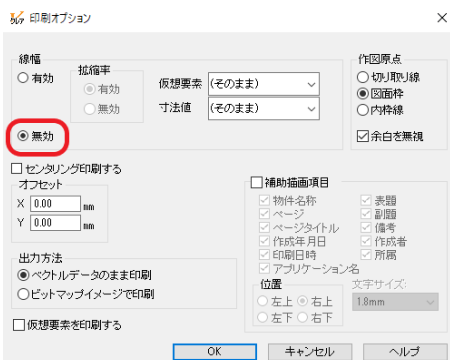 印刷オプション
線幅
有効
拡縮率
有効
無効
仮想要素 (そのまま)
寸法値 (そのまま)
無効
作図原点
切り取り線
図面枠
内枠線
余白を無視
センタリング印刷する
オフセット
X 0.00 mm
Y 0.00 mm
出力方法
ベクトルデータのまま印刷
ビットマップイメージで印刷
仮想要素を印刷する
補助描画項目
物件名称 表題
ページ 副題
ページタイトル 備考
作成年月日 作成者
印刷日時 所属
アプリケーション名
位置
左上 右上
左下 右下
文字サイズ:
1.8mm
OK キャンセル ヘルプ